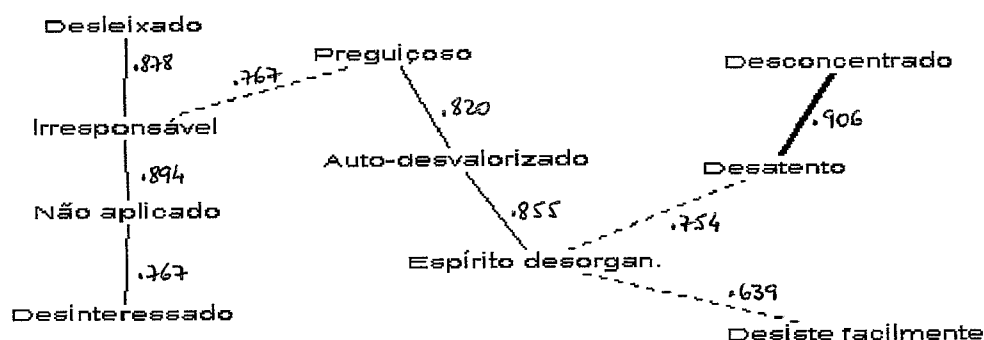 Desleixado
Preguiçoso
Desconcentrado
.878
.767
.820
.906
Irresponsável
Auto-desvalorizado
Desatento
.894
Não aplicado
.855
.754
Espírito desorgan.
.767
.639
Desinteressado
Desiste facilmente